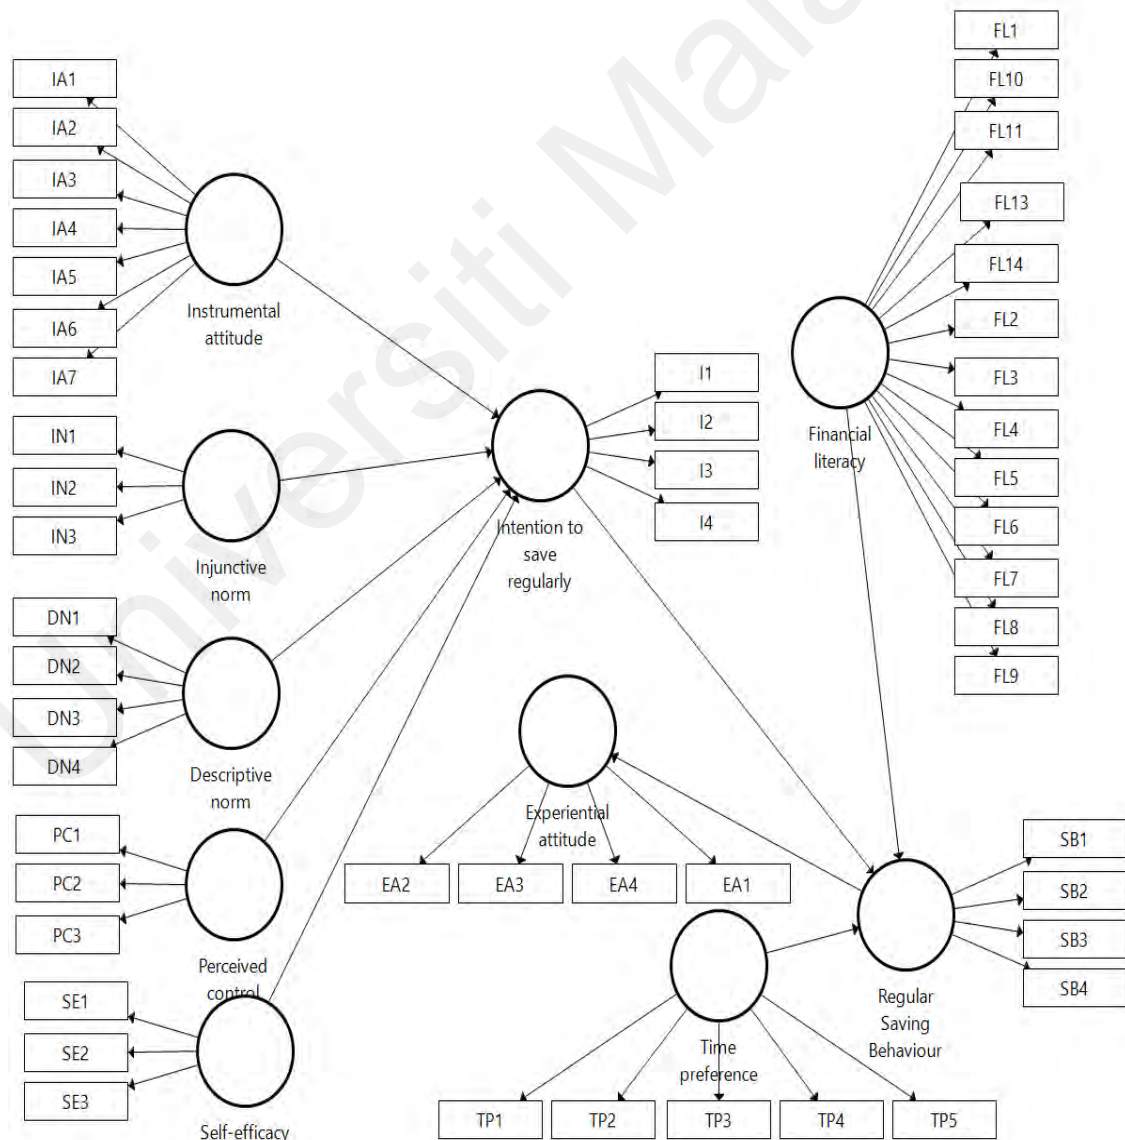 IA1
IA2
IA3
IA4
IA5
IA6
IA7
Instrumental
attitude
IN1
IN2
IN3
Injunctive
norm
DN1
DN2
DN3
DN4
Descriptive
norm
PC1
PC2
PC3
Perceived
control
SE1
SE2
SE3
Self-efficacy
I1
I2
I3
I4
Intention to
save
regularly
FL1
FL10
FL11
FL13
FL14
FL2
FL3
FL4
FL5
FL6
FL7
FL8
FL9
Financial
literacy
Experiential
attitude
EA2
EA3
EA4
EA1
SB1
SB2
SB3
SB4
Regular
Saving
Behaviour
Time
preference
TP1
TP2
TP3
TP4
TP5
Universiti